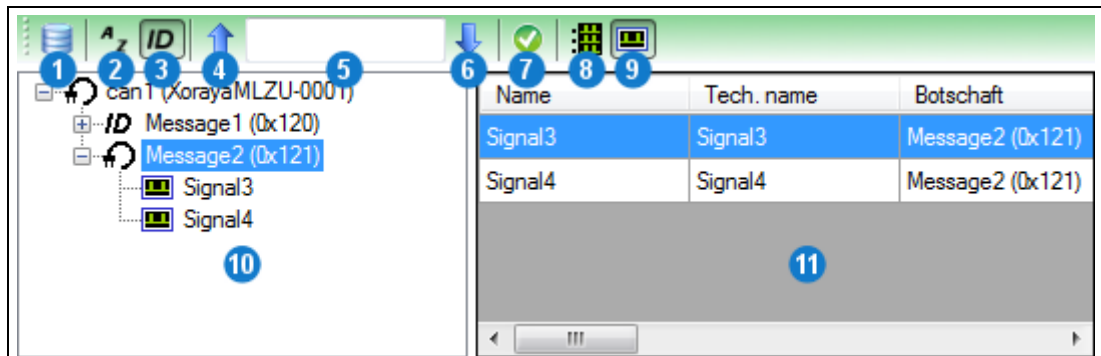 A Z ID
1 2 3 4 5 6 7 8 9
can1 (XorayaMLZU-0001)
ID Message1 (0x120)
Message2 (0x121)
Signal3
Signal4
10
Name Tech. name Botschaft
Signal3 Signal3 Message2 (0x121)
Signal4 Signal4 Message2 (0x121)
11